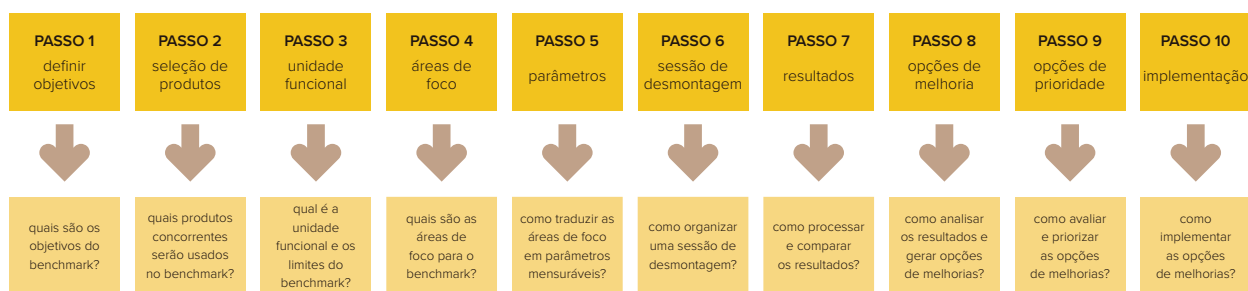 PASSO 1
definir
objetivos
PASSO 2
seleção de
produtos
PASSO 3
unidade
funcional
PASSO 4
áreas de
foco
PASSO 5
parâmetros
PASSO 6
sessão de
desmontagem
PASSO 7
resultados
PASSO 8
opções de
melhoria
PASSO 9
opções de
prioridade
PASSO 10
implementação
quais são os
objetivos do
benchmark?
quais produtos
concorrentes
serão usados
no benchmark?
qual é a
unidade
funcional e os
limites do
benchmark?
quais são as
áreas de
foco para o
benchmark?
como traduzir as
áreas de foco
em parâmetros
mensuráveis?
como organizar
uma sessão de
desmontagem?
como processar
e comparar
os resultados?
como analisar
os resultados e
gerar opções
de melhorias?
como avaliar
e priorizar
as opções
de melhorias?
como
implementar
as opções
de melhorias?